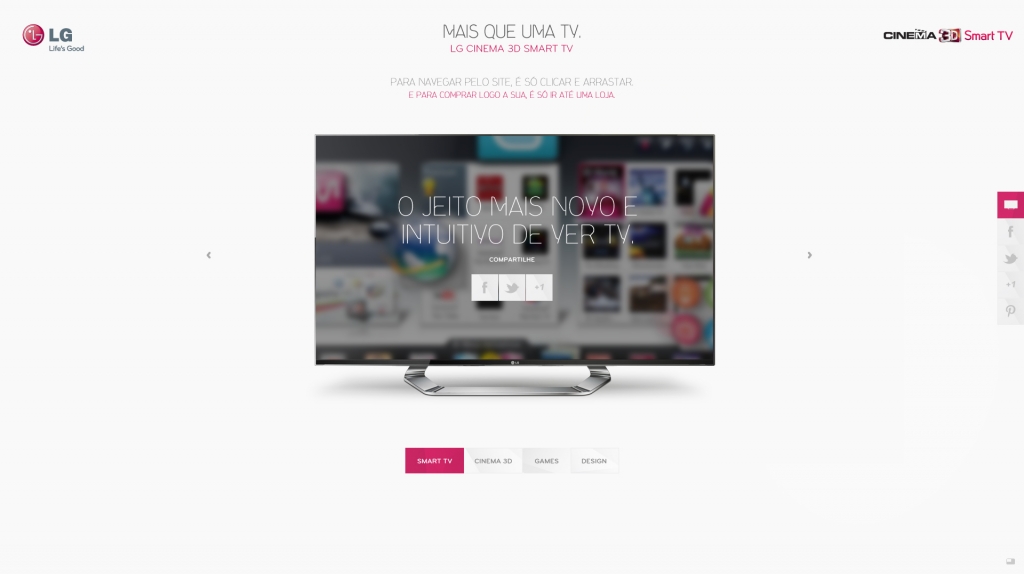 LG
Life's Good
MAIS QUE UMA TV.
LG CINEMA 3D SMART TV
CINEMA 3D Smart TV
PARA NAVEGAR PELO SITE, É SÓ CLICAR E ARRASTAR.
E PARA COMPRAR LOGO A SUA, É SÓ IR ATÉ UMA LOJA.
O JEITO MAIS NOVO E
INTUITIVO DE VER TV.
COMPARTILHE
f +1
LG
f
+1
SMART TV CINEMA 3D GAMES DESIGN